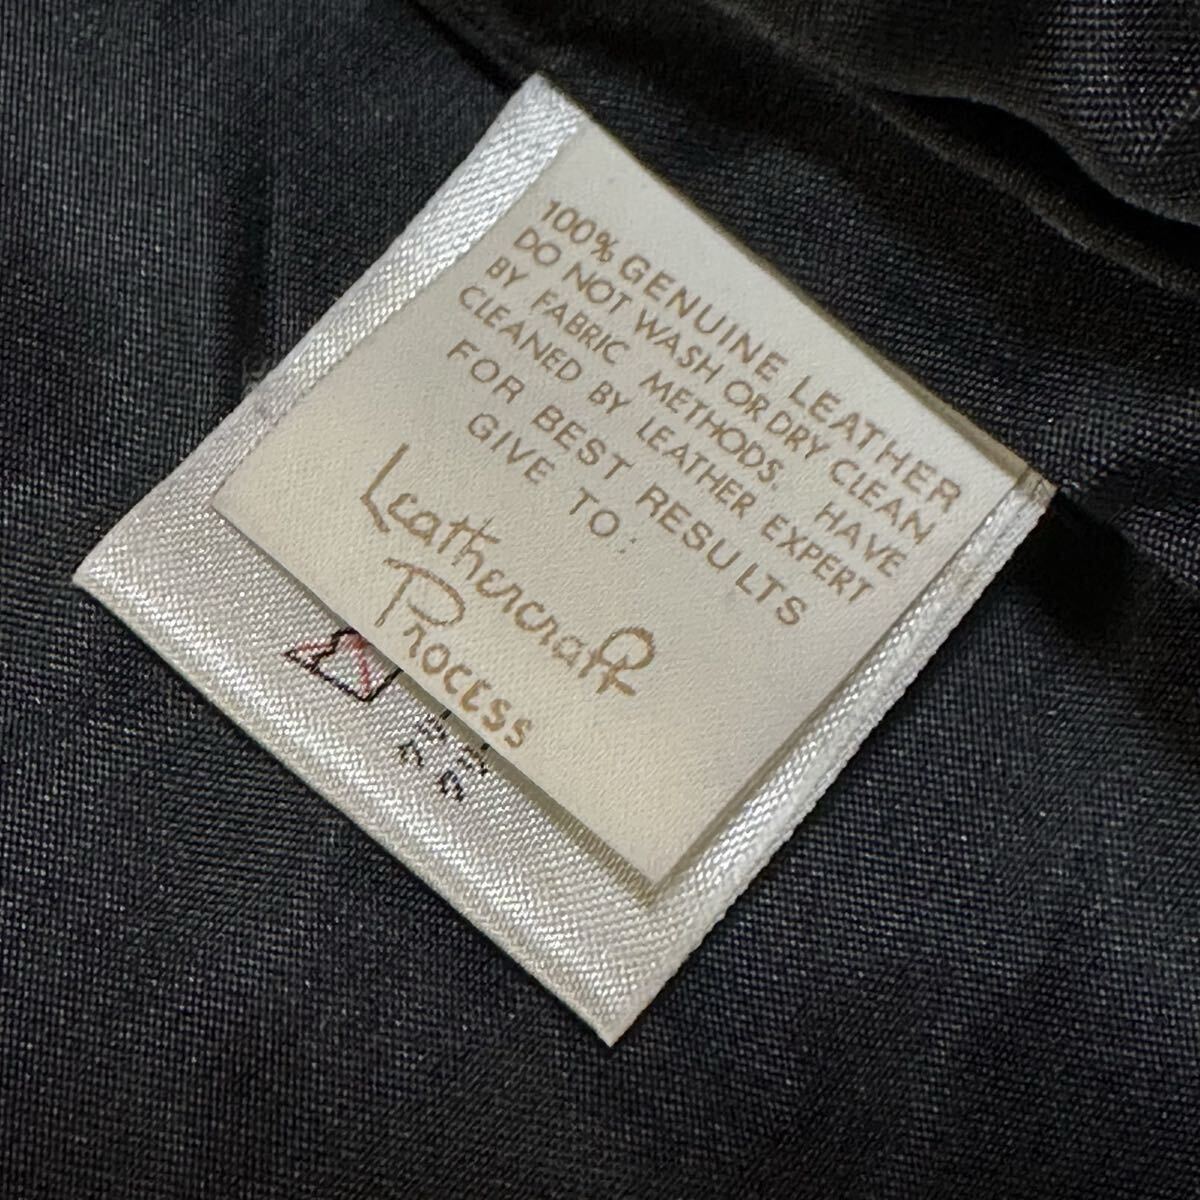 100% GENUINE LEATHER
DO NOT WASH OR DRY CLEAN
BY FABRIC METHODS. HAVE
CLEANED BY LEATHER EXPERT
FOR BEST RESULTS
GIVE TO:
Leathercraft
PROCESS